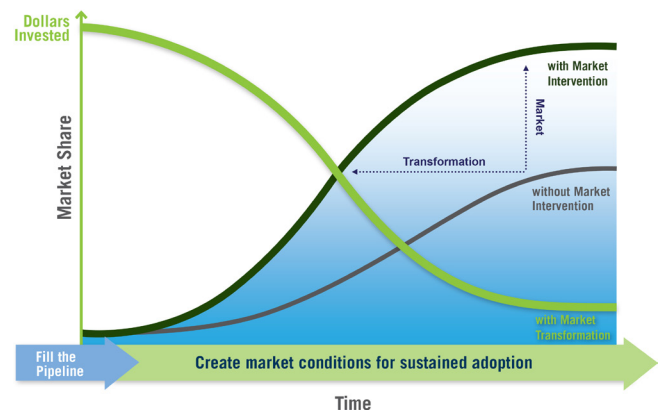 Dollars
Invested
Market Share
with Market
Intervention
Market
Transformation
without Market
Intervention
with Market
Transformation
Fill the
Pipeline
Create market conditions for sustained adoption
Time